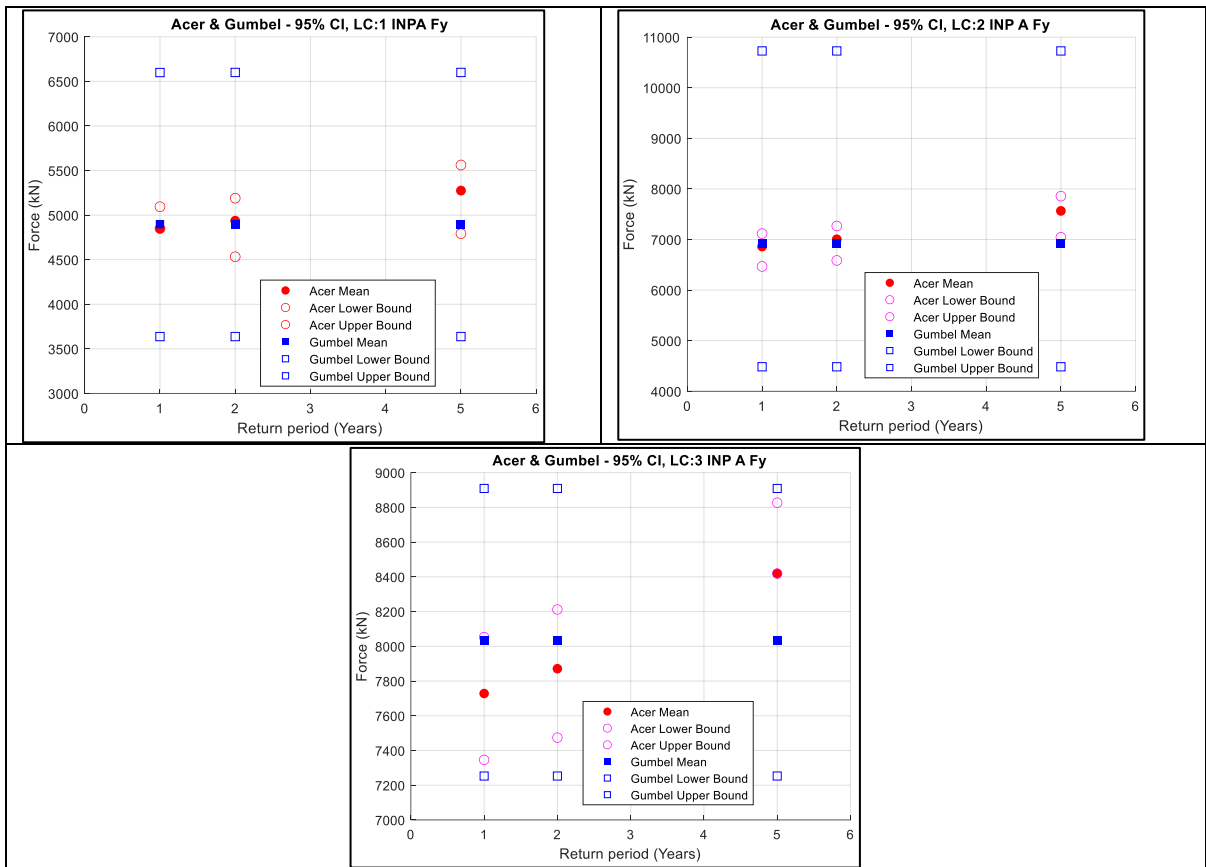 Acer & Gumbel - 95% CI, LC:1 INPA Fy
7000
6500
6000
5500
5000
4500
4000
3500
3000
Force (kN)
Acer Mean
Acer Lower Bound
Acer Upper Bound
Gumbel Mean
Gumbel Lower Bound
Gumbel Upper Bound
0 1 2 3 4 5 6
Return period (Years)
Acer & Gumbel - 95% CI, LC:2 INP A Fy
11000
10000
9000
8000
7000
6000
5000
4000
Force (kN)
Acer Mean
Acer Lower Bound
Acer Upper Bound
Gumbel Mean
Gumbel Lower Bound
Gumbel Upper Bound
0 1 2 3 4 5 6
Return period (Years)
Acer & Gumbel - 95% CI, LC:3 INP A Fy
9000
8800
8600
8400
8200
8000
7800
7600
7400
7200
7000
Force (kN)
Acer Mean
Acer Lower Bound
Acer Upper Bound
Gumbel Mean
Gumbel Lower Bound
Gumbel Upper Bound
0 1 2 3 4 5 6
Return period (Years)